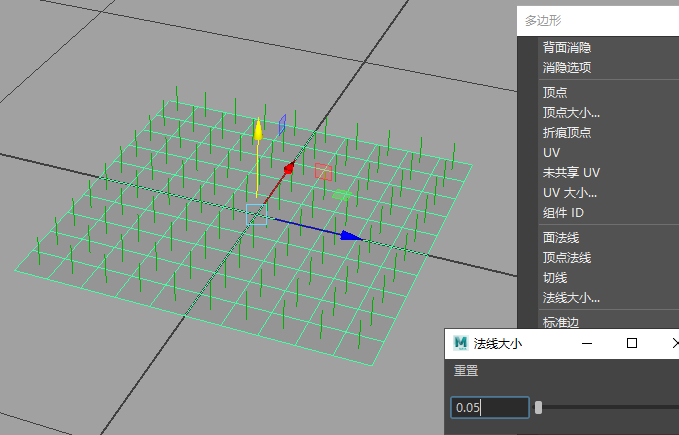 多边形
背面消隐
消隐选项
顶点
顶点大小...
折痕顶点
UV
未共享 UV
UV 大小...
组件 ID
面法线
顶点法线
切线
法线大小...
标准边
M 法线大小
重置
0.05